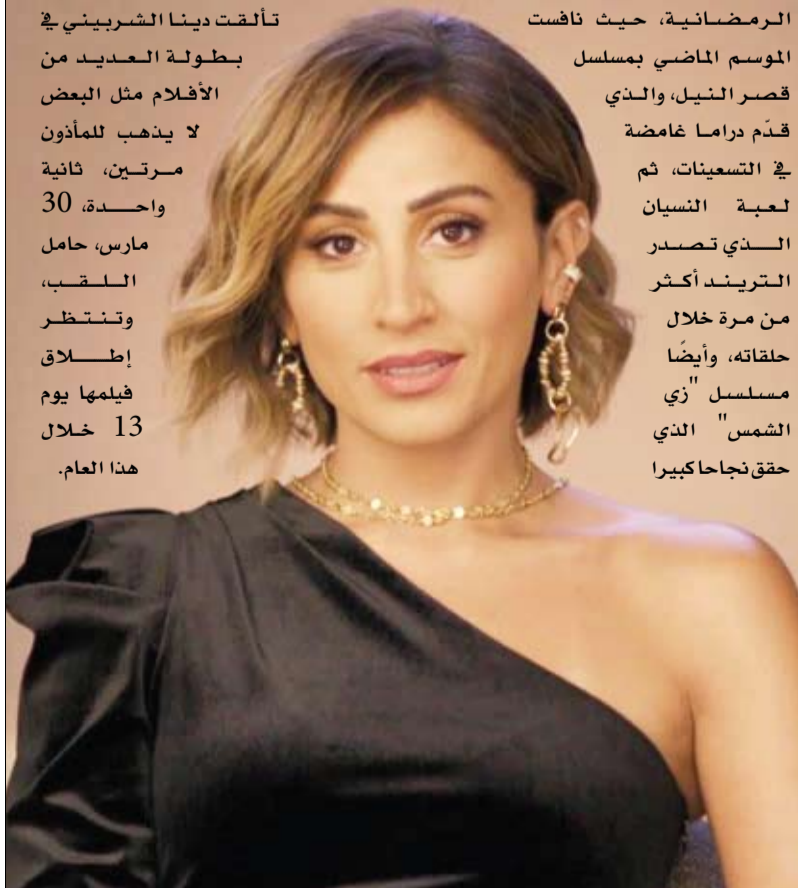 الرمضانية، حيث نافست
الموسم الماضي بمسلسل
قصر النيل، والذي
قدّم دراما غامضة
في التسعينات، ثم
لعبة النسيان
الذي تصدر
التريند أكثر
من مرة خلال
حلقاته، وأيضًا
مسلسل "زي
الشمس" الذي
حقق نجاحا كبيرا
تألقت دينا الشربيني في
بطولة العديد من
الأفلام مثل البعض
لا يذهب للمأذون
مرتين، ثانية
واحدة، 30
مارس، حامل
اللقب،
وتنتظر
إطلاق
فيلمها يوم
13 خلال
هذا العام.